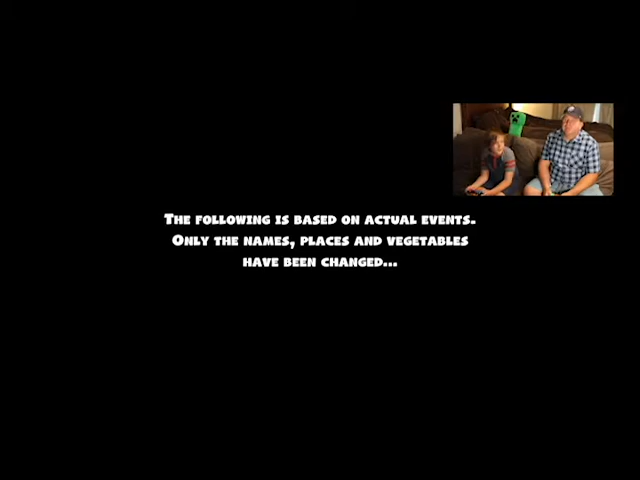 The following is based on actual events.
Only the names, places and vegetables
have been changed...